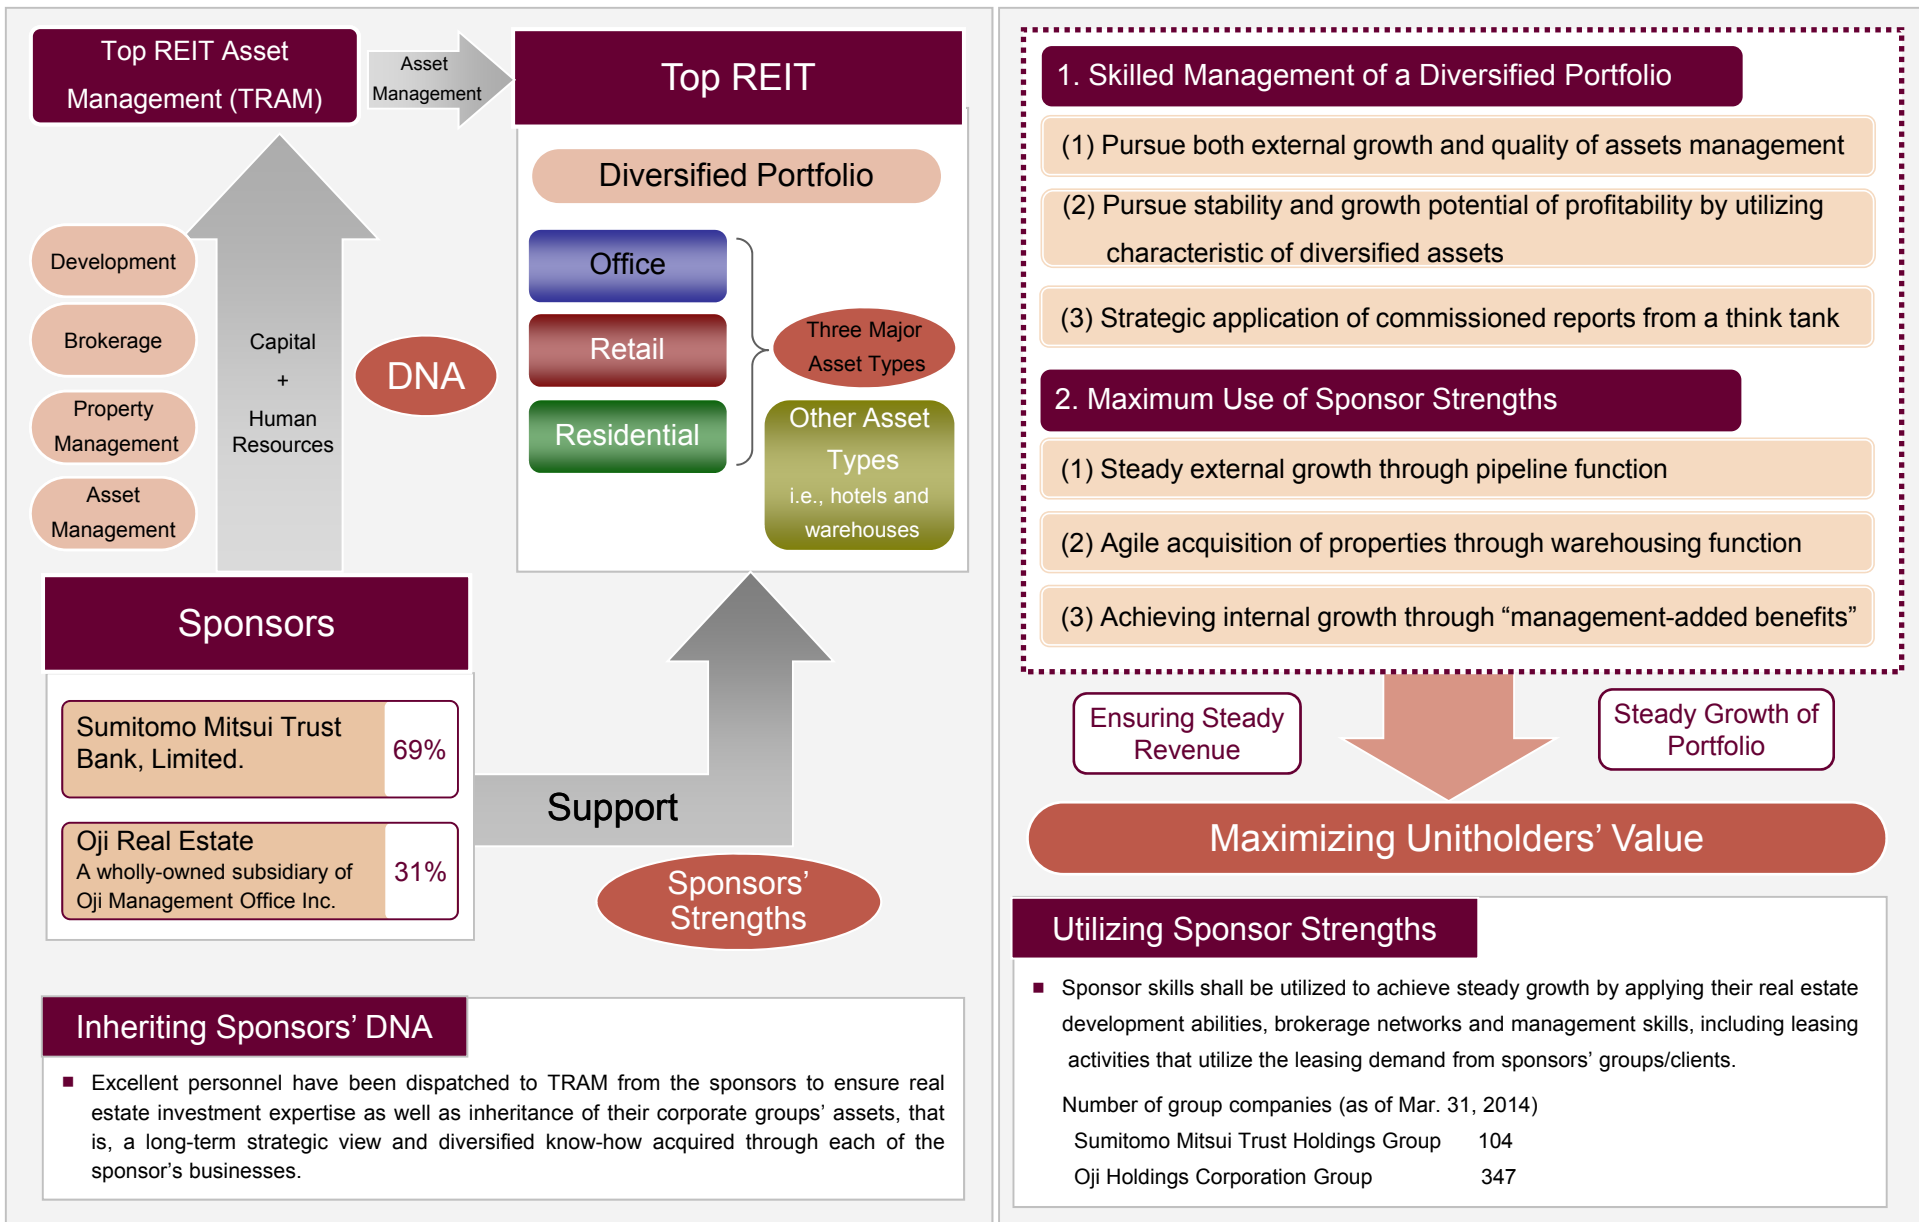 Top REIT Asset
Management (TRAM)
Asset
Management
Top REIT
Diversified Portfolio
Office
Retail
Residential
Three Major
Asset Types
Other Asset
Types
i.e., hotels and
warehouses
Development
Brokerage
Property
Management
Asset
Management
Capital
+
Human
Resources
DNA
Sponsors
Sumitomo Mitsui Trust
Bank, Limited.
69%
Oji Real Estate
A wholly-owned subsidiary of
Oji Management Office Inc.
31%
Support
Sponsors’
Strengths
Inheriting Sponsors’ DNA
■ Excellent personnel have been dispatched to TRAM from the sponsors to ensure real
estate investment expertise as well as inheritance of their corporate groups’ assets, that
is, a long-term strategic view and diversified know-how acquired through each of the
sponsor’s businesses.
1. Skilled Management of a Diversified Portfolio
(1) Pursue both external growth and quality of assets management
(2) Pursue stability and growth potential of profitability by utilizing
characteristic of diversified assets
(3) Strategic application of commissioned reports from a think tank
2. Maximum Use of Sponsor Strengths
(1) Steady external growth through pipeline function
(2) Agile acquisition of properties through warehousing function
(3) Achieving internal growth through “management-added benefits”
Ensuring Steady
Revenue
Steady Growth of
Portfolio
Maximizing Unitholders’ Value
Utilizing Sponsor Strengths
■ Sponsor skills shall be utilized to achieve steady growth by applying their real estate
development abilities, brokerage networks and management skills, including leasing
activities that utilize the leasing demand from sponsors’ groups/clients.
Number of group companies (as of Mar. 31, 2014)
Sumitomo Mitsui Trust Holdings Group 104
Oji Holdings Corporation Group 347